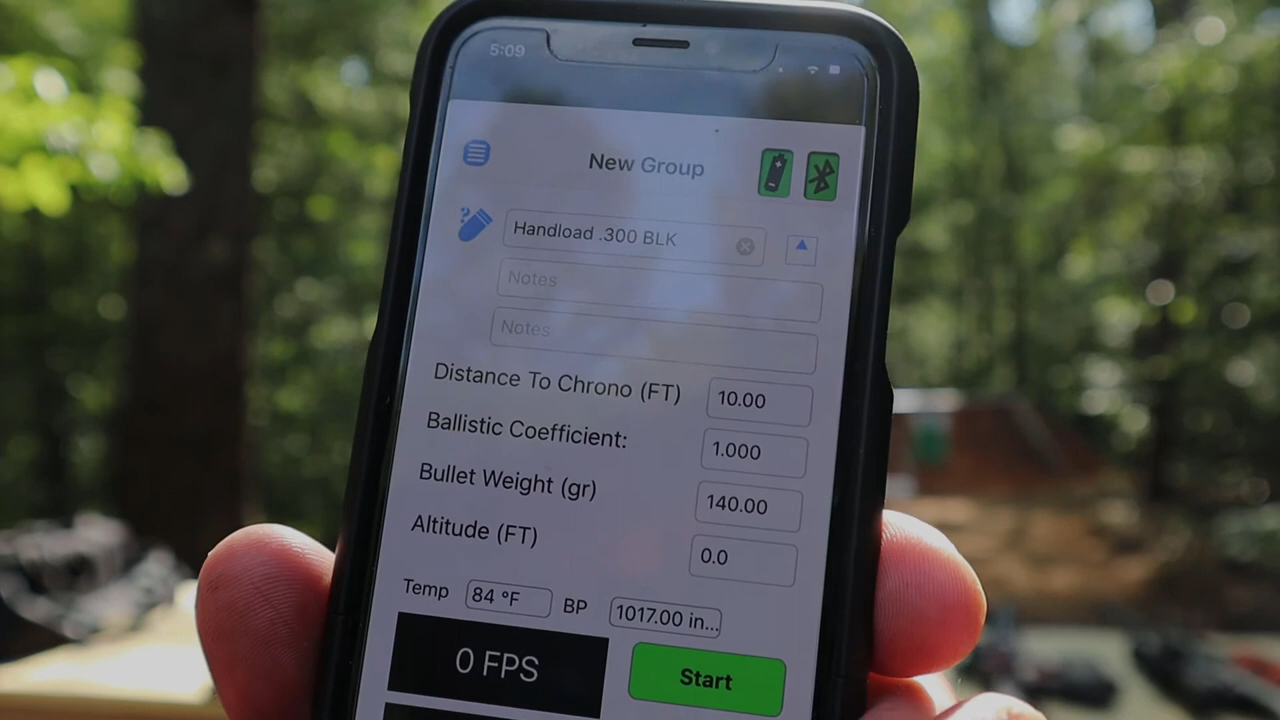 5:09
New Group
Handload .300 BLK
Notes
Notes
Distance To Chrono (FT) 10.00
Ballistic Coefficient: 1.000
Bullet Weight (gr) 140.00
Altitude (FT) 0.0
Temp 84 °F BP 1017.00 in...
0 FPS Start